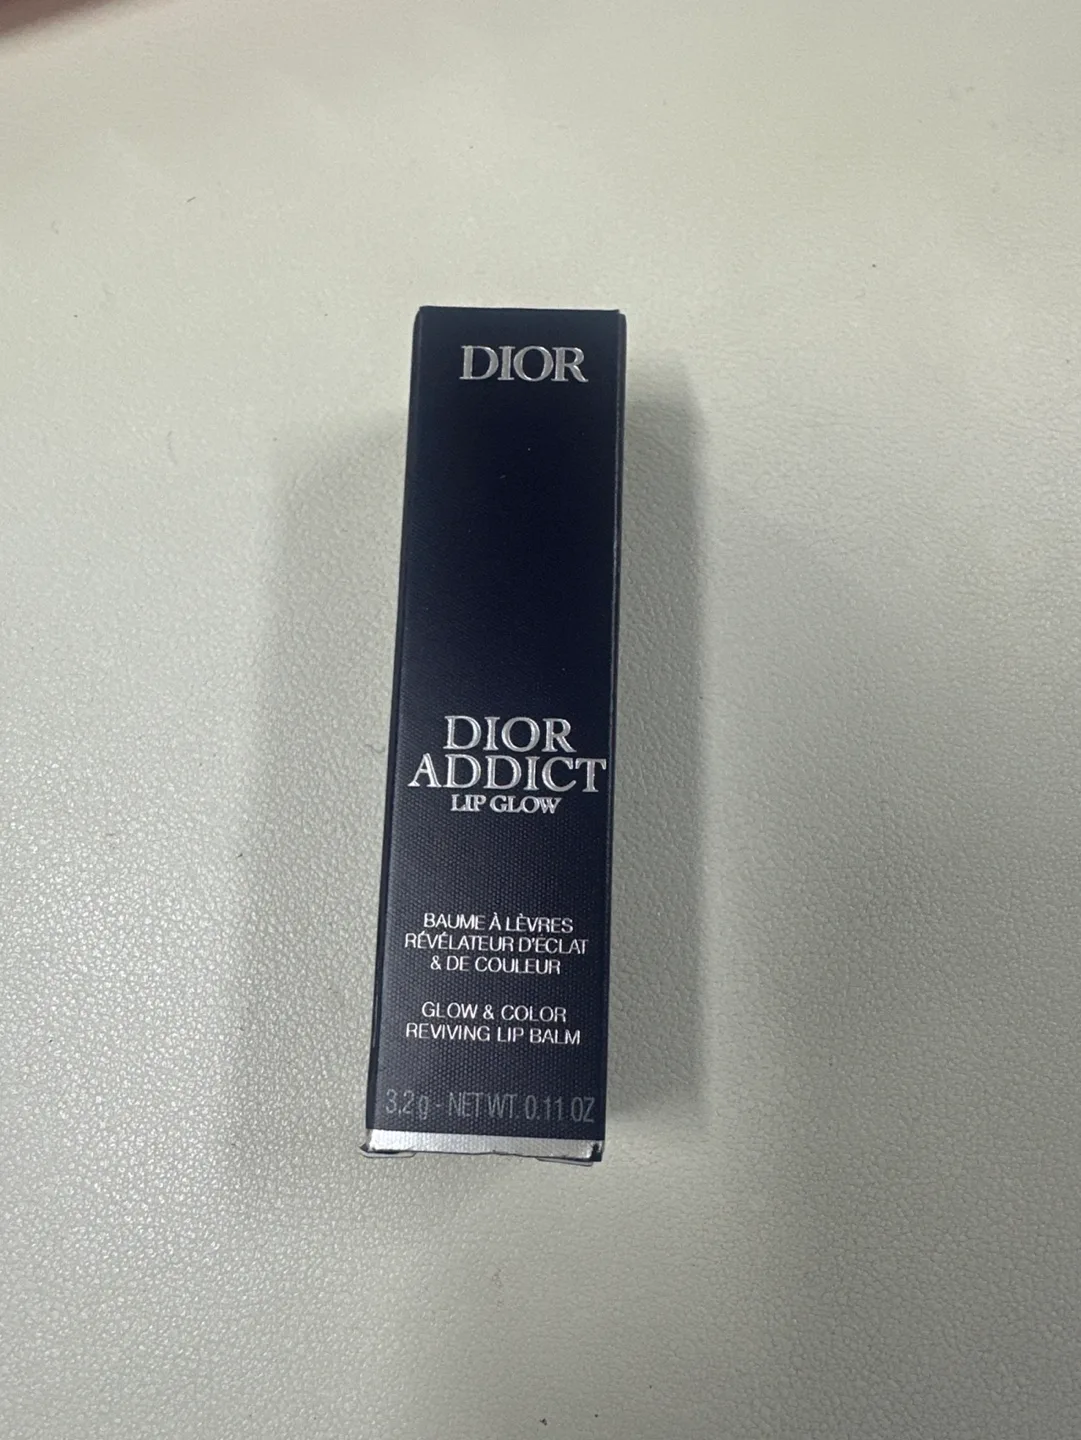 DIOR
DIOR
ADDICT
LIP GLOW
BAUME À LÈVRES
RÉVÉLATEUR D'ÉCLAT
& DE COULEUR
GLOW & COLOR
REVIVING LIP BALM
3.2 g - NET WT. 0.11 OZ